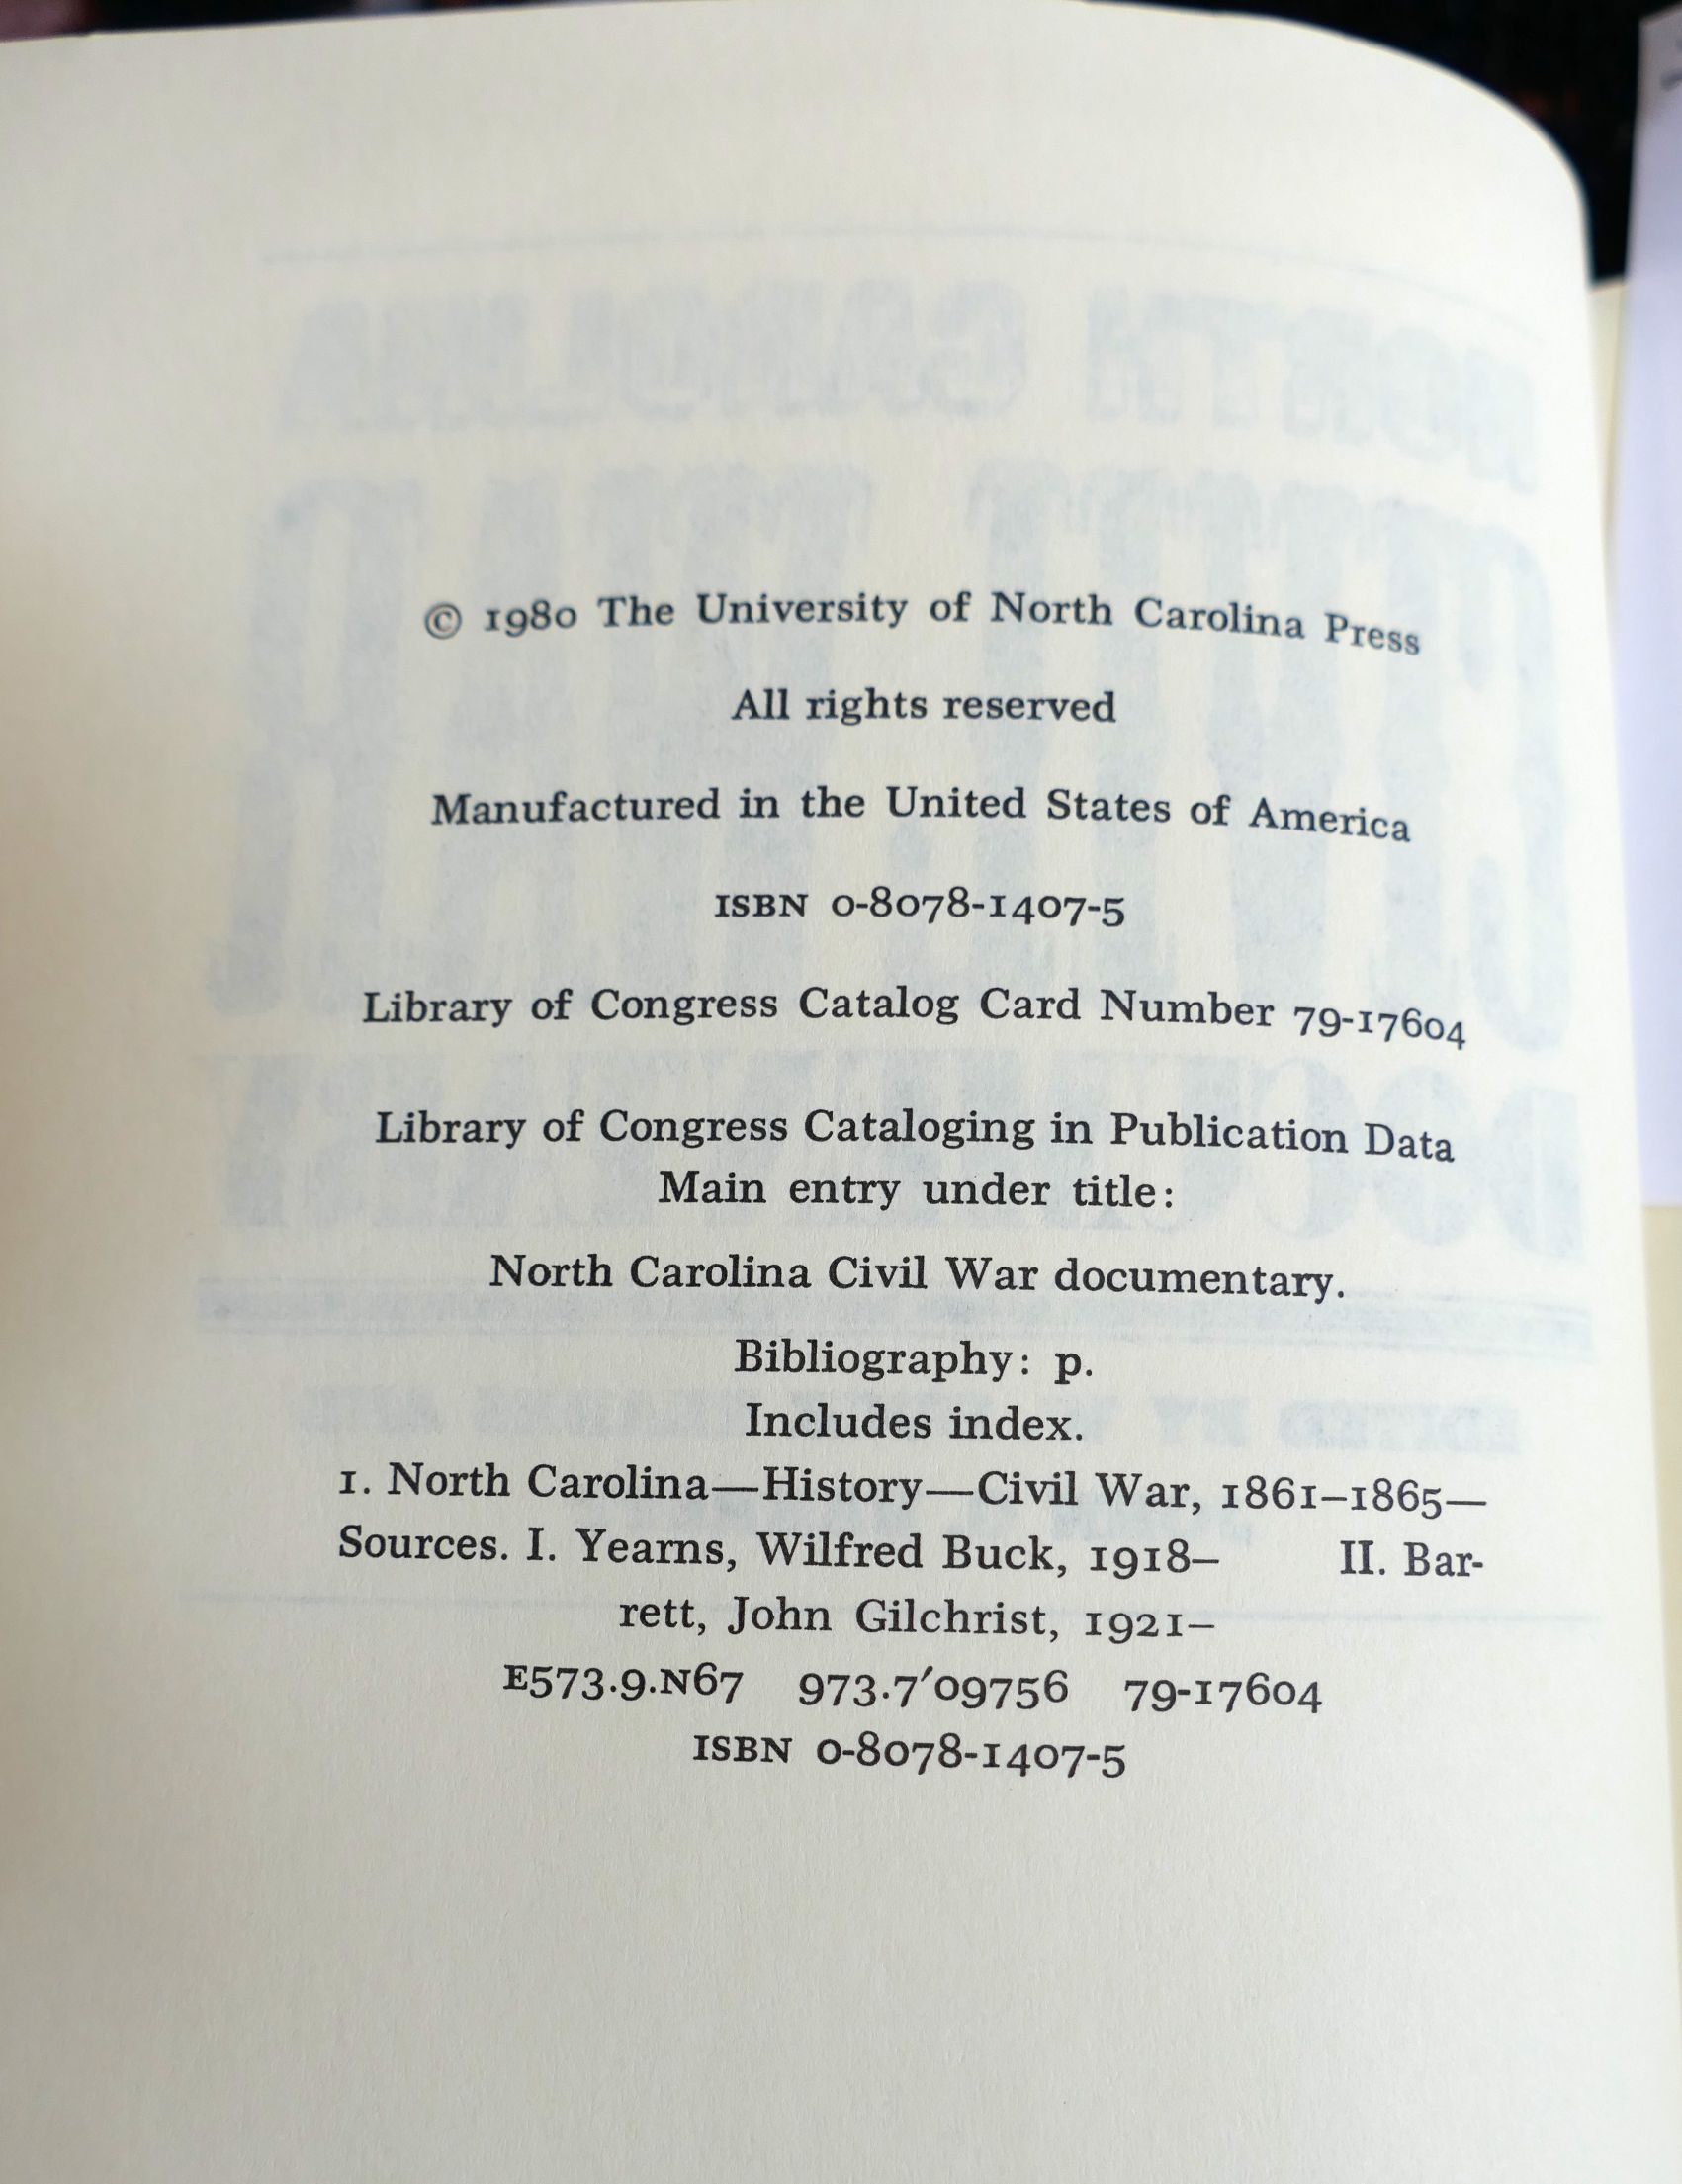 © 1980 The University of North Carolina Press
All rights reserved
Manufactured in the United States of America
ISBN 0-8078-1407-5
Library of Congress Catalog Card Number 79-17604
Library of Congress Cataloging in Publication Data
Main entry under title:
North Carolina Civil War documentary.
Bibliography: p.
Includes index.
1. North Carolina—History—Civil War, 1861–1865—
Sources. I. Yearns, Wilfred Buck, 1918– II. Bar-
rett, John Gilchrist, 1921–
E573.9.N67 973.7′09756 79-17604
ISBN 0-8078-1407-5